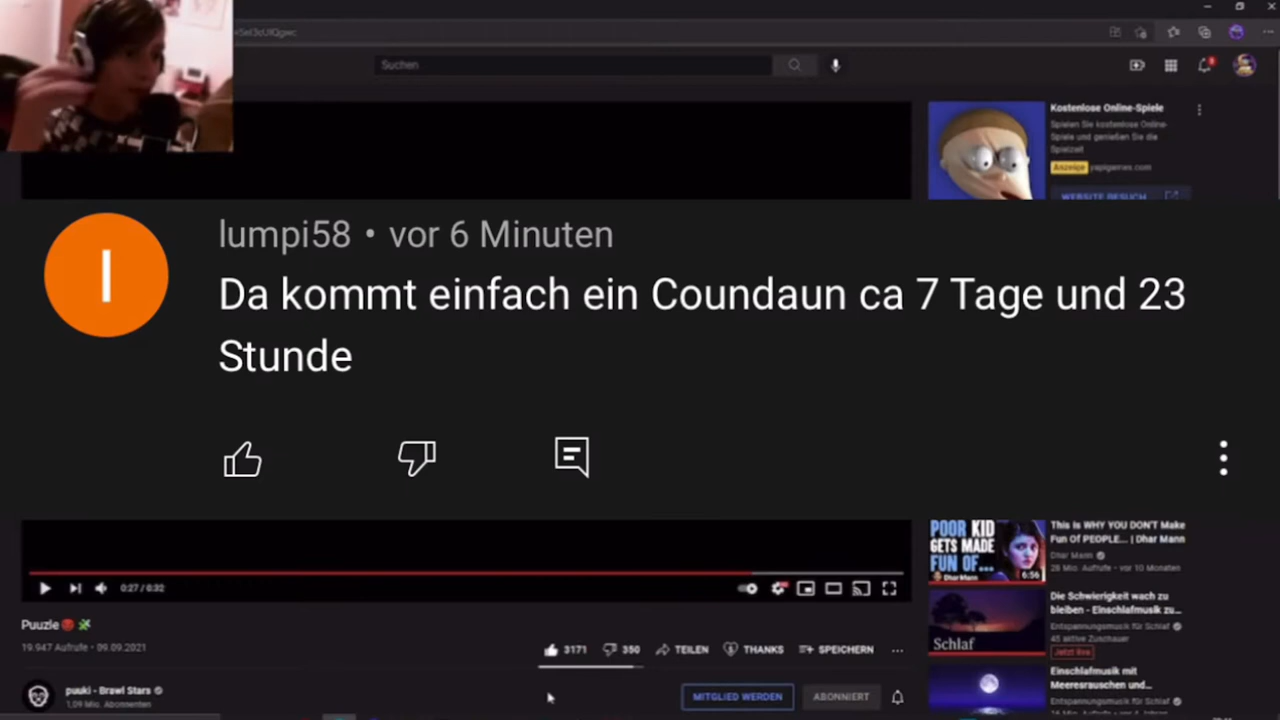 Suchen
Kostenlose Online-Spiele
Spielen Sie kostenlose Online-
Spiele und genießen Sie die
Spielzeit
Anzeige yapigames.com
WEBSITE BESUCH
lumpi58 • vor 6 Minuten
Da kommt einfach ein Coundaun ca 7 Tage und 23
Stunde
POOR KID
GETS MADE
FUN OF...
DharMann
6:56
This is WHY YOU DON'T Make
Fun Of PEOPLE... | Dhar Mann
Dhar Mann
28 Mio. Aufrufe • vor 10 Monaten
0:27 / 0:32
Schlaf
Die Schwierigkeit wach zu
bleiben - Einschlafmusik zu...
Entspannungsmusik für Schlaf
45 aktive Zuschauer
Jetzt live
Puuzle
19.947 Aufrufe • 09.09.2021
3171 350 TEILEN THANKS SPEICHERN
Einschlafmusik mit
Meeresrauschen und...
Entspannungsmusik für Schlaf
puuki - Brawl Stars
1,09 Mio. Abonnenten
MITGLIED WERDEN ABONNIERT